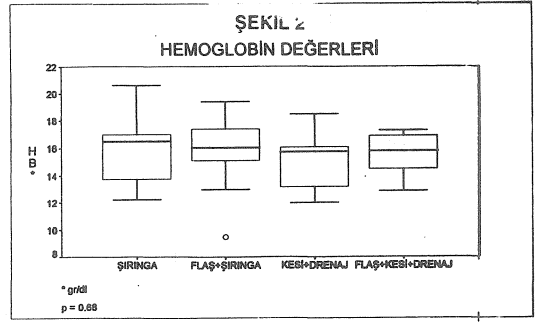 ŞEKİL 2
HEMOGLOBİN DEĞERLERİ
22
20
18
16
14
12
10
8
HB°
ŞIRINGA FLAŞ+ŞIRINGA KESİ+DRENAJ FLAŞ+KESİ+DRENAJ
° gr/dl
p = 0,68